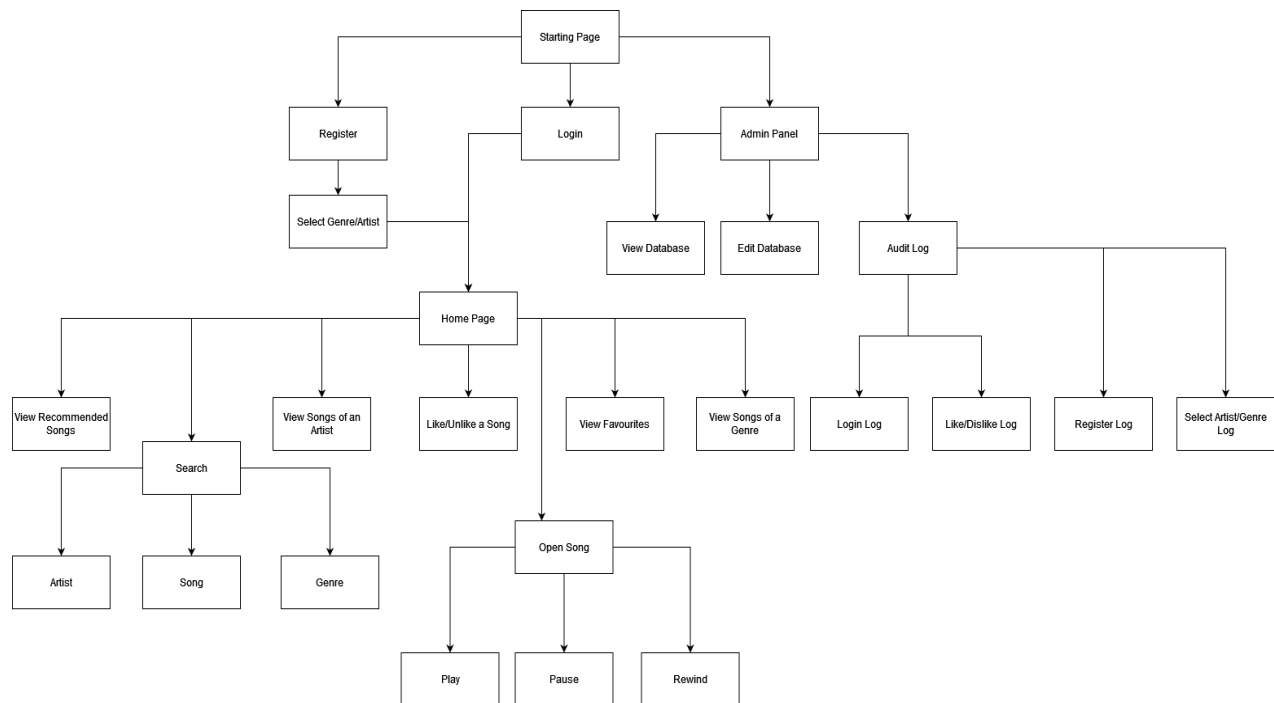 Starting Page
Register
Login
Admin Panel
Select Genre/Artist
View Database
Edit Database
Audit Log
Home Page
View Recommended
Songs
View Songs of an
Artist
Like/Unlike a Song
View Favourites
View Songs of a
Genre
Login Log
Like/Dislike Log
Register Log
Select Artist/Genre
Log
Search
Open Song
Artist
Song
Genre
Play
Pause
Rewind